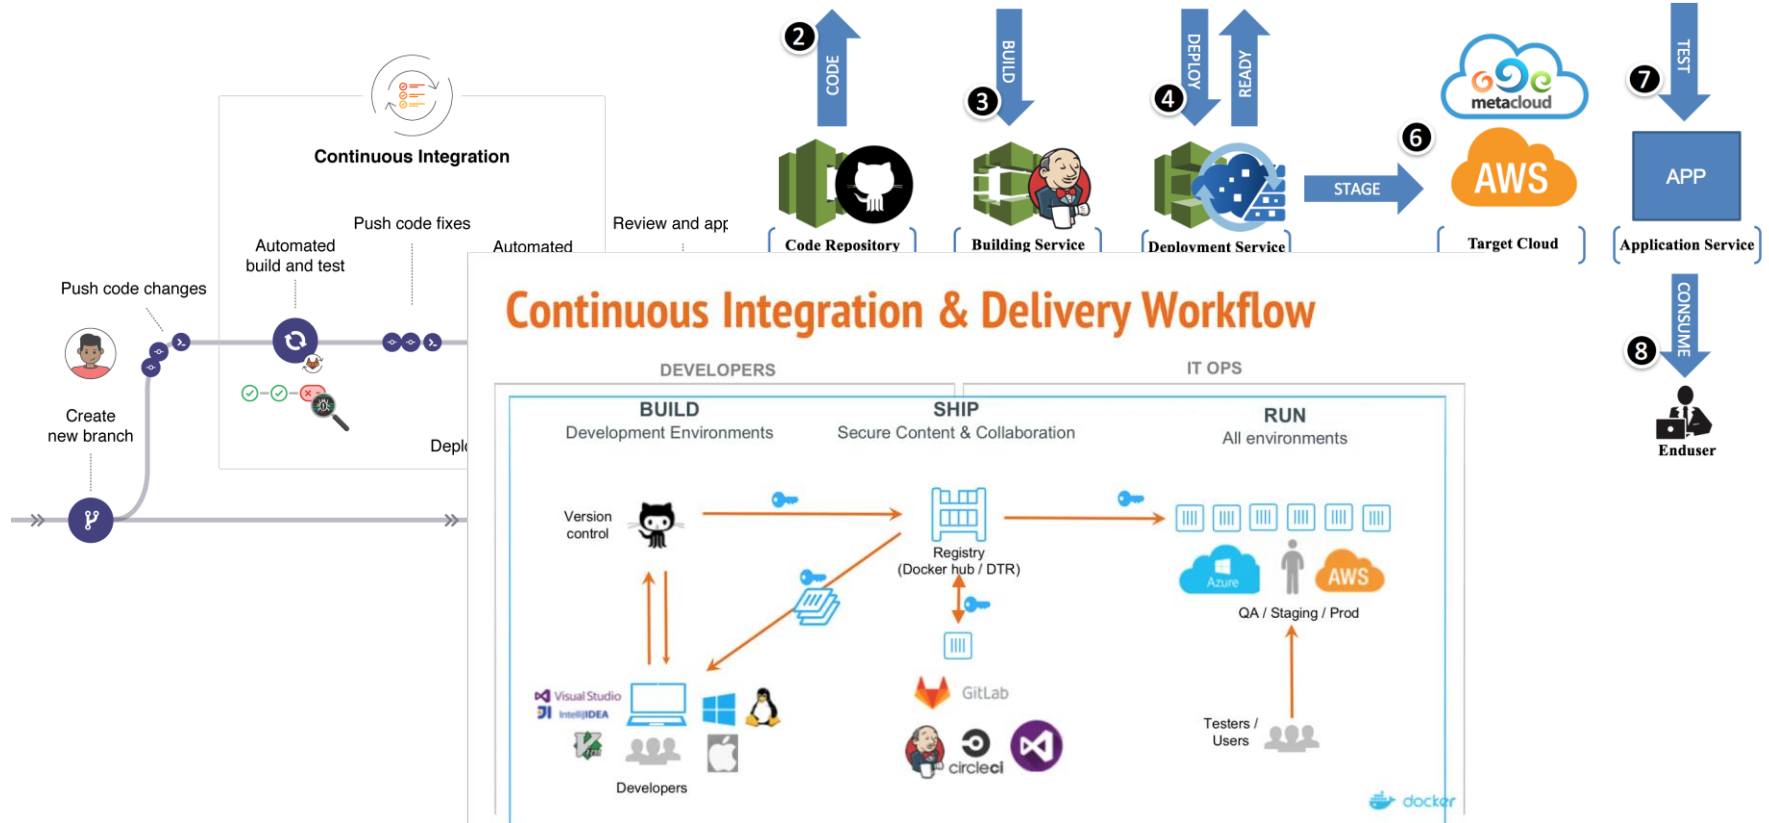 Continuous Integration
Push code fixes
Automated
build and test
Push code changes
Create
new branch
Automated
Review and app
Deplo
2
CODE
Code Repository
3
BUILD
Building Service
4
DEPLOY
READY
Deployment Service
STAGE
6
metacloud
AWS
Target Cloud
7
TEST
APP
Application Service
8
CONSUME
Enduser
Continuous Integration & Delivery Workflow
DEVELOPERS
IT OPS
BUILD
Development Environments
SHIP
Secure Content & Collaboration
RUN
All environments
Version
control
Registry
(Docker hub / DTR)
Azure
AWS
QA / Staging / Prod
Visual Studio
IntelliJIDEA
Developers
GitLab
circleci
Testers /
Users
docker